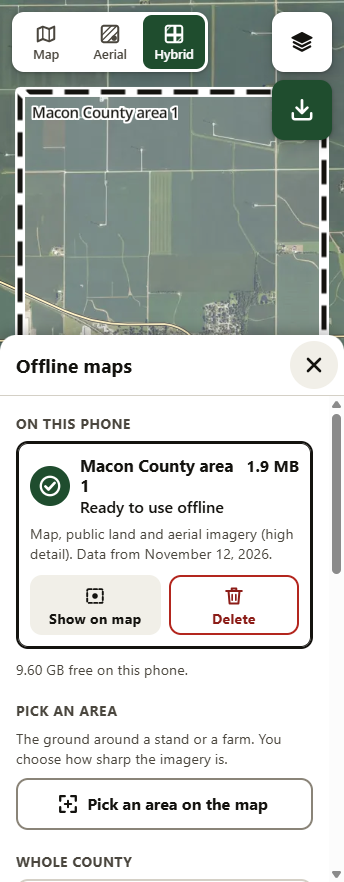 Map
Aerial
Hybrid
Macon County area 1
Offline maps
ON THIS PHONE
Macon County area 1.9 MB
1
Ready to use offline
Map, public land and aerial imagery (high
detail). Data from November 12, 2026.
Show on map
Delete
9.60 GB free on this phone.
PICK AN AREA
The ground around a stand or a farm. You
choose how sharp the imagery is.
Pick an area on the map
WHOLE COUNTY